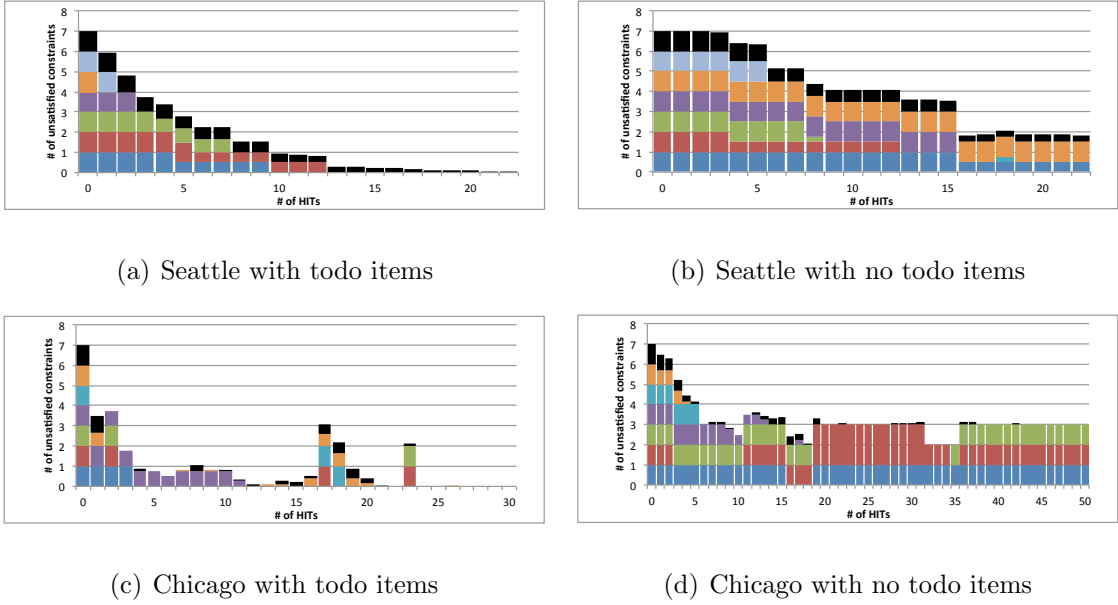 # of unsatisfied constraints
8
7
6
5
4
3
2
1
0
0 5 10 15 20
# of HITs
(a) Seattle with todo items
# of unsatisfied constraints
8
7
6
5
4
3
2
1
0
0 5 10 15 20
# of HITs
(b) Seattle with no todo items
# of unsatisfied constraints
8
7
6
5
4
3
2
1
0
0 5 10 15 20 25 30
# of HITs
(c) Chicago with todo items
# of unsatisfied constraints
8
7
6
5
4
3
2
1
0
0 5 10 15 20 25 30 35 40 45 50
# of HITs
(d) Chicago with no todo items